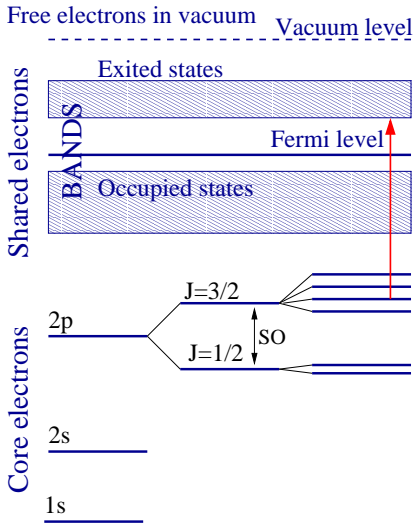 Free electrons in vacuum
Vacuum level
Exited states
Shared electrons
BANDS
Fermi level
Occupied states
J=3/2
2p
SO
J=1/2
Core electrons
2s
1s